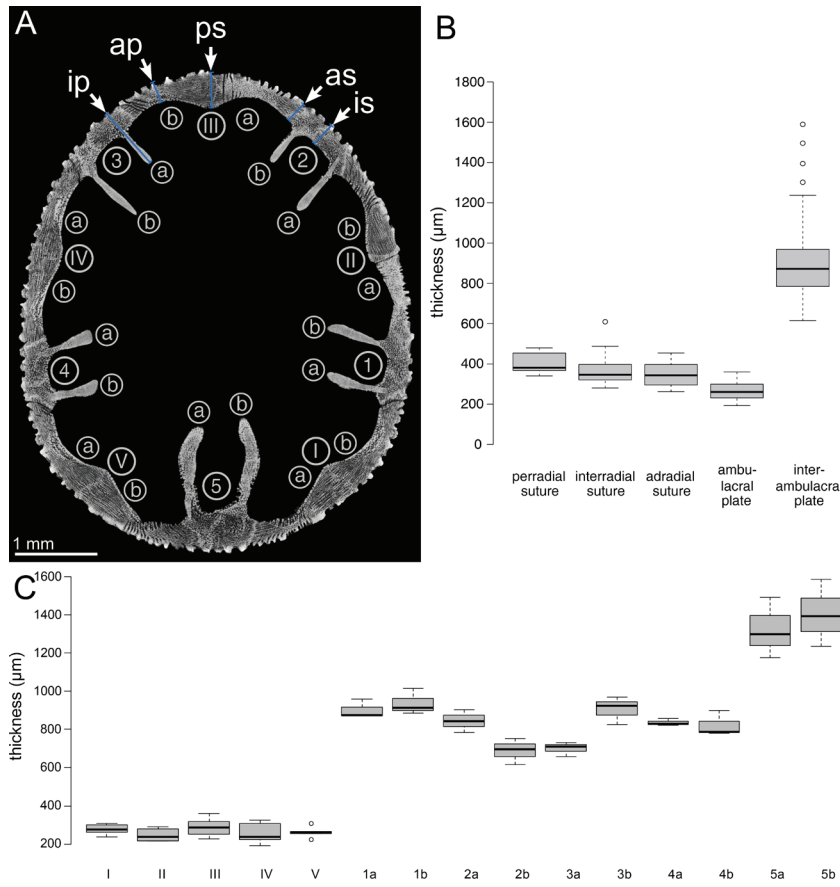 A
ps
ap
as
ip
is
b
III
a
3
a
b
2
b
a
a
IV
b
b
II
a
a
4
b
b
1
a
a
V
b
a
b
5
I
b
a
1 mm
B
thickness (µm)
1800
1600
1400
1200
1000
800
600
400
200
0
perradial
suture
interradial
suture
adradial
suture
ambu-
lacral
plate
inter-
ambulacra
plate
C
thickness (µm)
1600
1400
1200
1000
800
600
400
200
I II III IV V 1a 1b 2a 2b 3a 3b 4a 4b 5a 5b